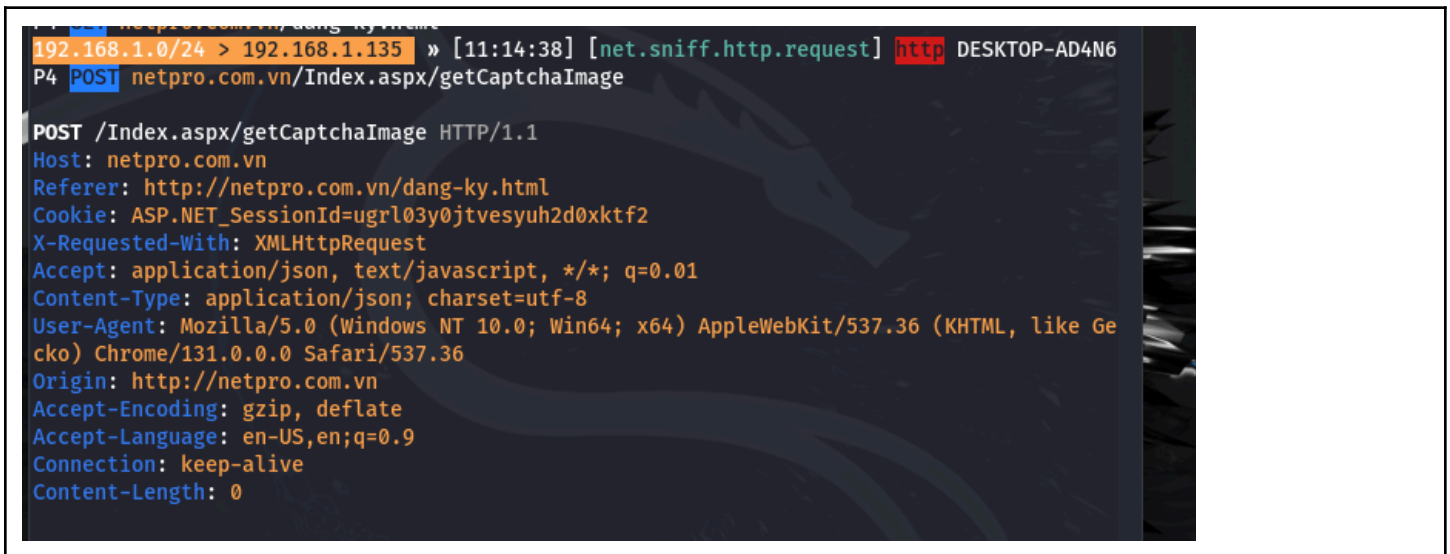 192.168.1.0/24 > 192.168.1.135 » [11:14:38] [net.sniff.http.request] http DESKTOP-AD4N6
P4 POST netpro.com.vn/Index.aspx/getCaptchaImage
POST /Index.aspx/getCaptchaImage HTTP/1.1
Host: netpro.com.vn
Referer: http://netpro.com.vn/dang-ky.html
Cookie: ASP.NET_SessionId=ugrl03y0jtvesyuh2d0xktf2
X-Requested-With: XMLHttpRequest
Accept: application/json, text/javascript, */*; q=0.01
Content-Type: application/json; charset=utf-8
User-Agent: Mozilla/5.0 (Windows NT 10.0; Win64; x64) AppleWebKit/537.36 (KHTML, like Ge
cko) Chrome/131.0.0.0 Safari/537.36
Origin: http://netpro.com.vn
Accept-Encoding: gzip, deflate
Accept-Language: en-US,en;q=0.9
Connection: keep-alive
Content-Length: 0